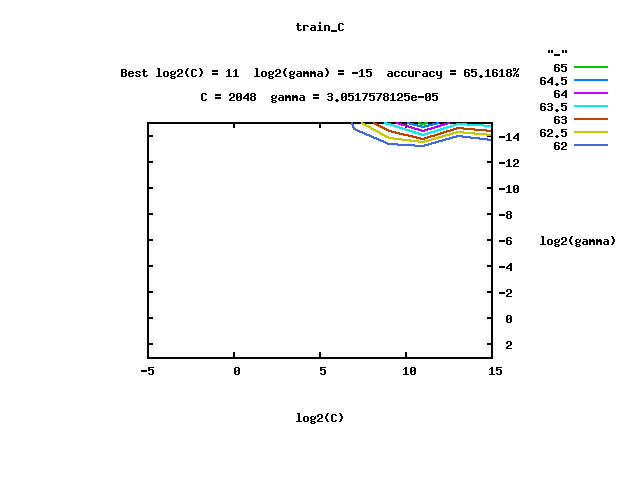 train_C
Best log2(C) = 11  log2(gamma) = -15  accuracy = 65.1618%
C = 2048  gamma = 3.0517578125e-05
"-"
65
64.5
64
63.5
63
62.5
62
-14
-12
-10
-8
-6
-4
-2
0
2
log2(gamma)
-5 0 5 10 15
log2(C)